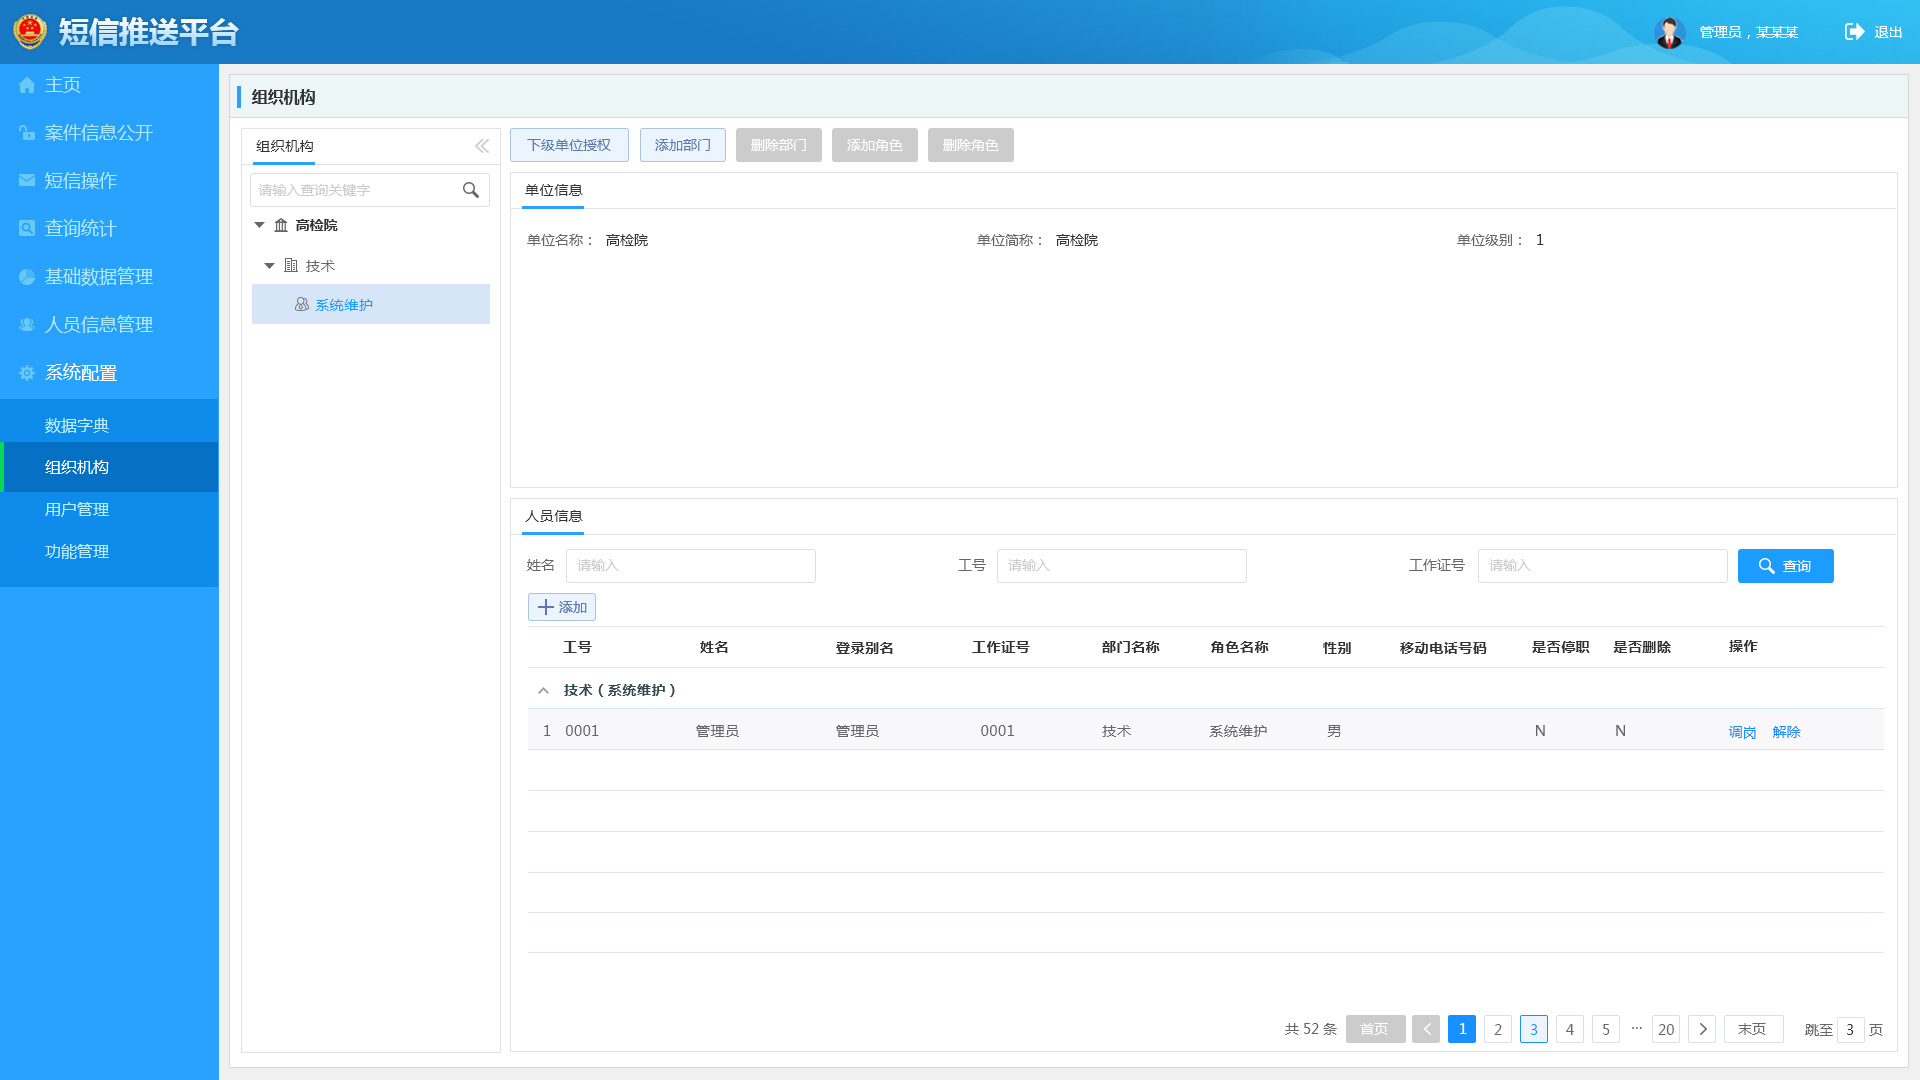 短信推送平台
管理员，某某某
退出
主页
案件信息公开
短信操作
查询统计
基础数据管理
人员信息管理
系统配置
数据字典
组织机构
用户管理
功能管理
组织机构
组织机构
请输入查询关键字
高检院
技术
系统维护
下级单位授权 添加部门 删除部门 添加角色 删除角色
单位信息
单位名称： 高检院 单位简称： 高检院 单位级别： 1
人员信息
姓名 请输入 工号 请输入 工作证号 请输入 查询
添加
工号 姓名 登录别名 工作证号 部门名称 角色名称 性别 移动电话号码 是否停职 是否删除 操作
技术（系统维护）
1 0001 管理员 管理员 0001 技术 系统维护 男 N N 调岗 解除
共 52 条 首页 1 2 3 4 5 ··· 20 末页 跳至 3 页